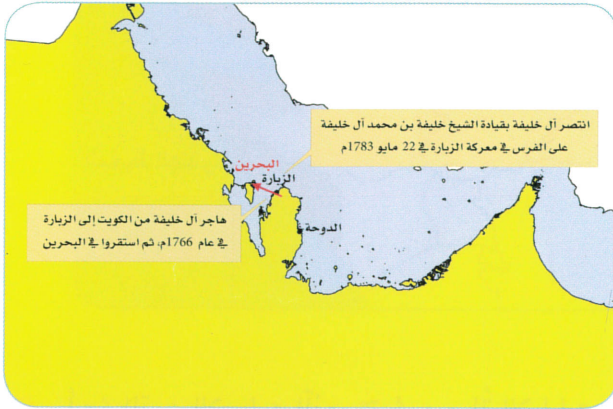 انتصر آل خليفة بقيادة الشيخ خليفة بن محمد آل خليفة
على الفرس في معركة الزبارة في 22 مايو 1783م
البحرين
الزبارة
هاجر آل خليفة من الكويت إلى الزبارة
في عام 1766م، ثم استقروا في البحرين
الدوحة